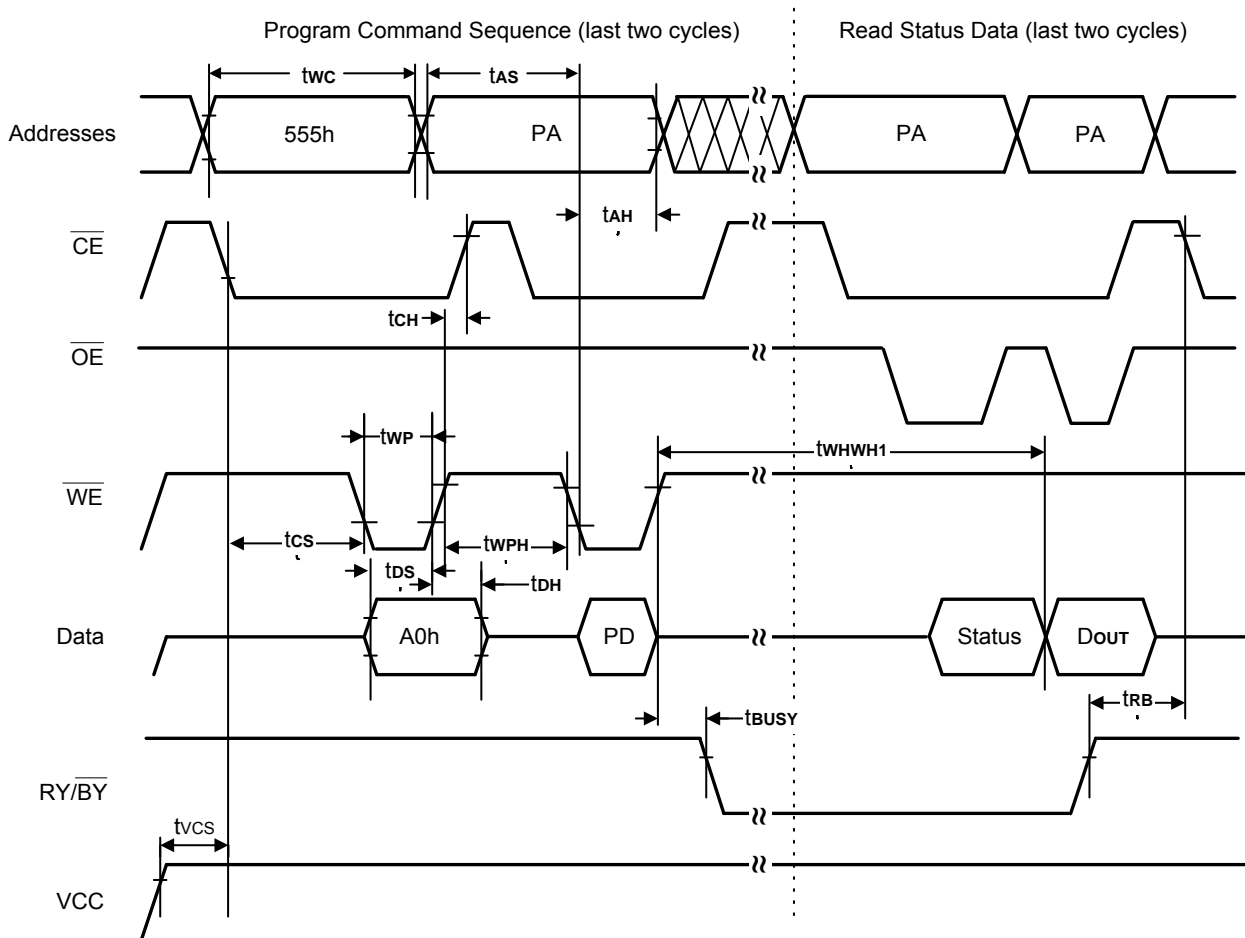 Program Command Sequence (last two cycles) Read Status Data (last two cycles)
tWC tAS
Addresses 555h PA PA PA
tAH
CE
tCH
OE
tWP tWHWH1
WE
tCS tWPH
tDS tDH
Data A0h PD Status DOUT
tBUSY tRB
RY/BY
tVCS
VCC